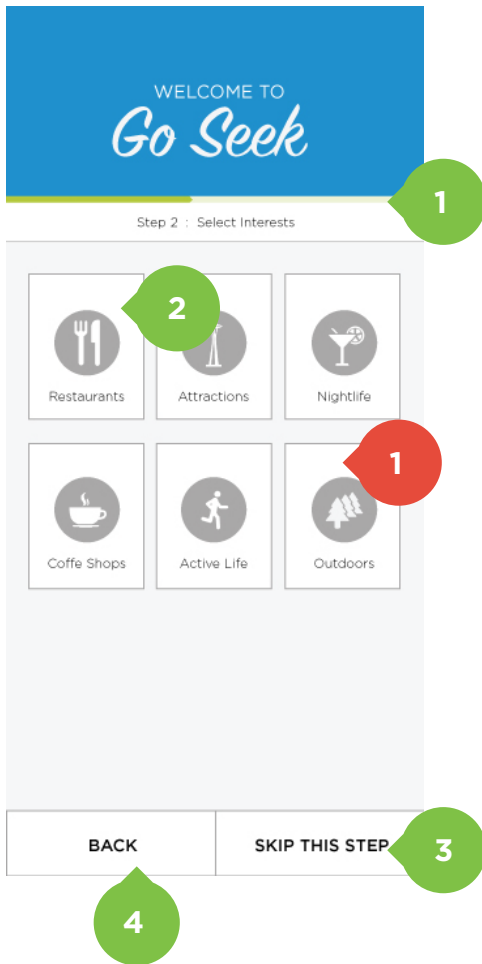 WELCOME TO
Go Seek
1
Step 2 : Select Interests
2
Restaurants
Attractions
Nightlife
1
Coffe Shops
Active Life
Outdoors
BACK
SKIP THIS STEP
3
4